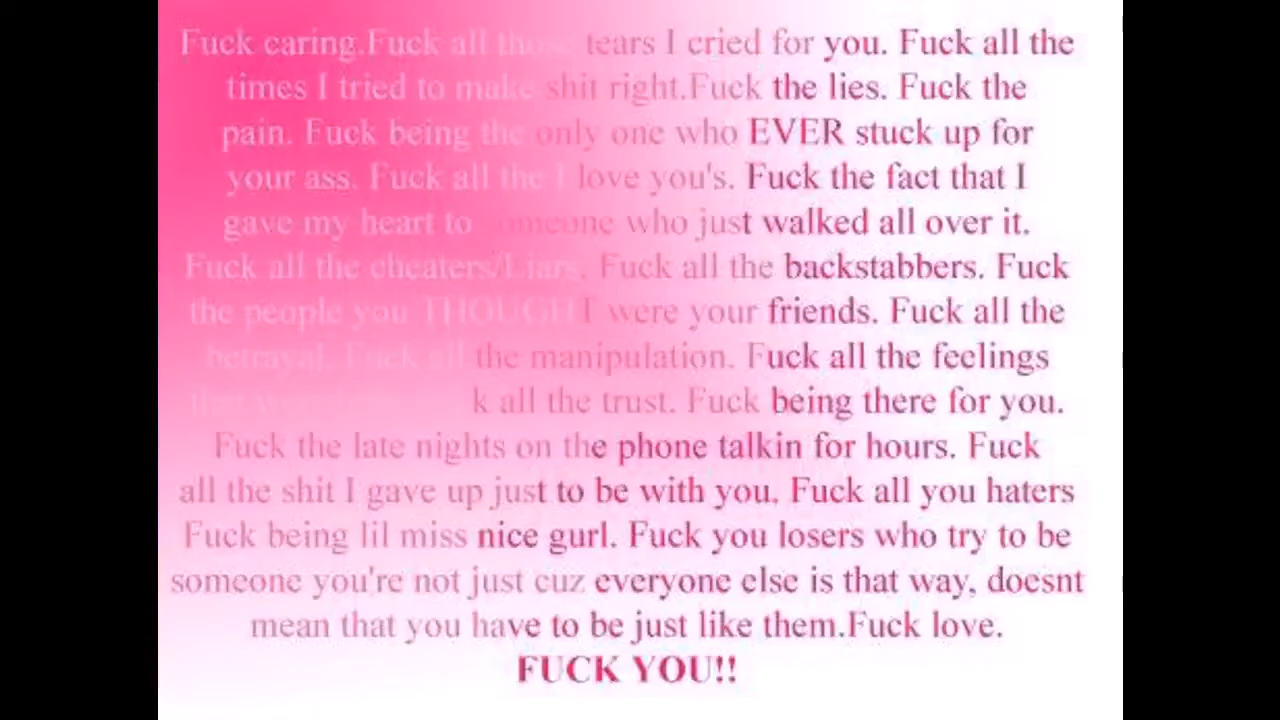 Fuck caring.Fuck all those tears I cried for you. Fuck all the
times I tried to make shit right.Fuck the lies. Fuck the
pain. Fuck being the only one who EVER stuck up for
your ass. Fuck all the I love you's. Fuck the fact that I
gave my heart to someone who just walked all over it.
Fuck all the cheaters/Liars. Fuck all the backstabbers. Fuck
the people you THOUGHT were your friends. Fuck all the
betrayal. Fuck all the manipulation. Fuck all the feelings
that k all the trust. Fuck being there for you.
Fuck the late nights on the phone talkin for hours. Fuck
all the shit I gave up just to be with you. Fuck all you haters
Fuck being lil miss nice gurl. Fuck you losers who try to be
someone you're not just cuz everyone else is that way, doesnt
mean that you have to be just like them.Fuck love.
FUCK YOU!!